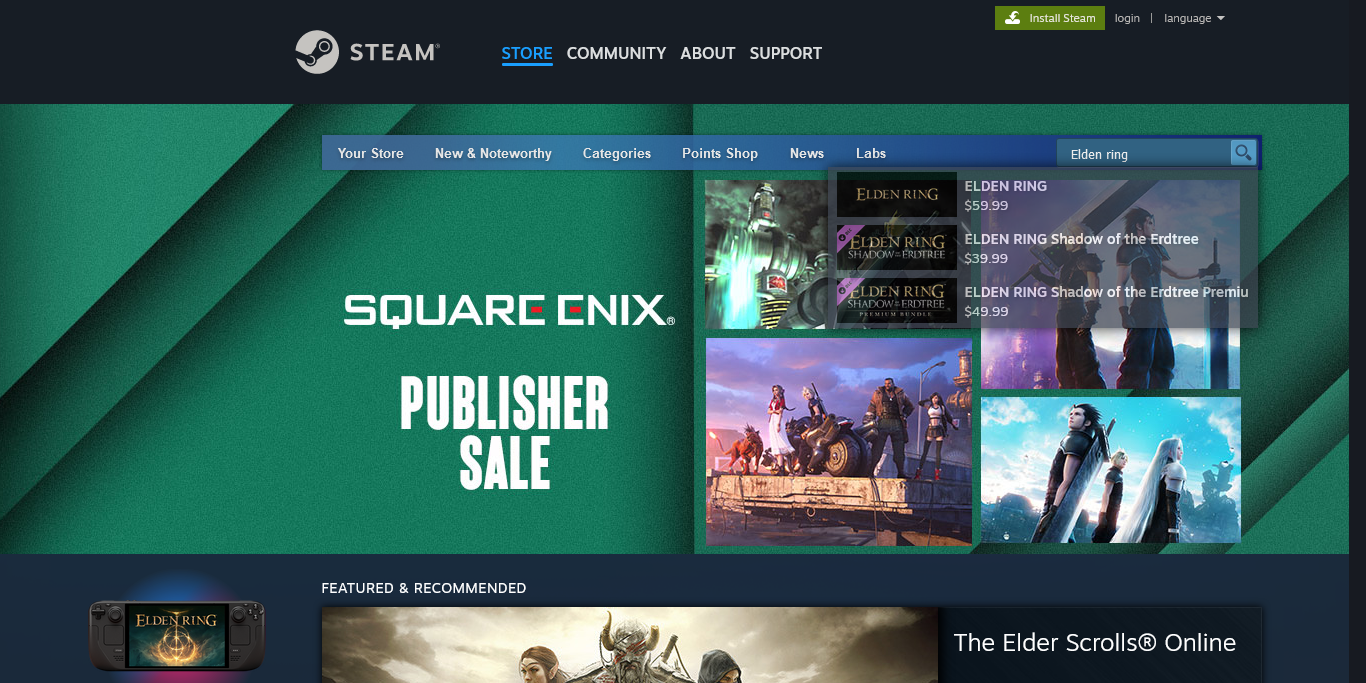 Install Steam
login | language
STEAM®
STORE COMMUNITY ABOUT SUPPORT
Your Store New & Noteworthy Categories Points Shop News Labs
Elden ring
ELDEN RING
ELDEN RING
$59.99
ELDEN RING
SHADOW OF THE ERDTREE
ELDEN RING Shadow of the Erdtree
$39.99
ELDEN RING
SHADOW OF THE ERDTREE
PREMIUM BUNDLE
ELDEN RING Shadow of the Erdtree Premiu
$49.99
SQUARE ENIX®
PUBLISHER
SALE
FEATURED & RECOMMENDED
ELDEN RING
The Elder Scrolls® Online